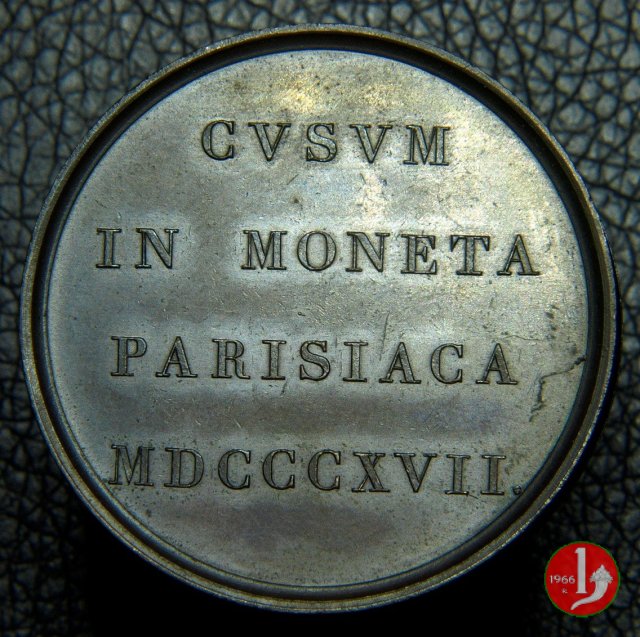 CVSVM
IN MONETA
PARISIACA
MDCCCXVII.
1966
R